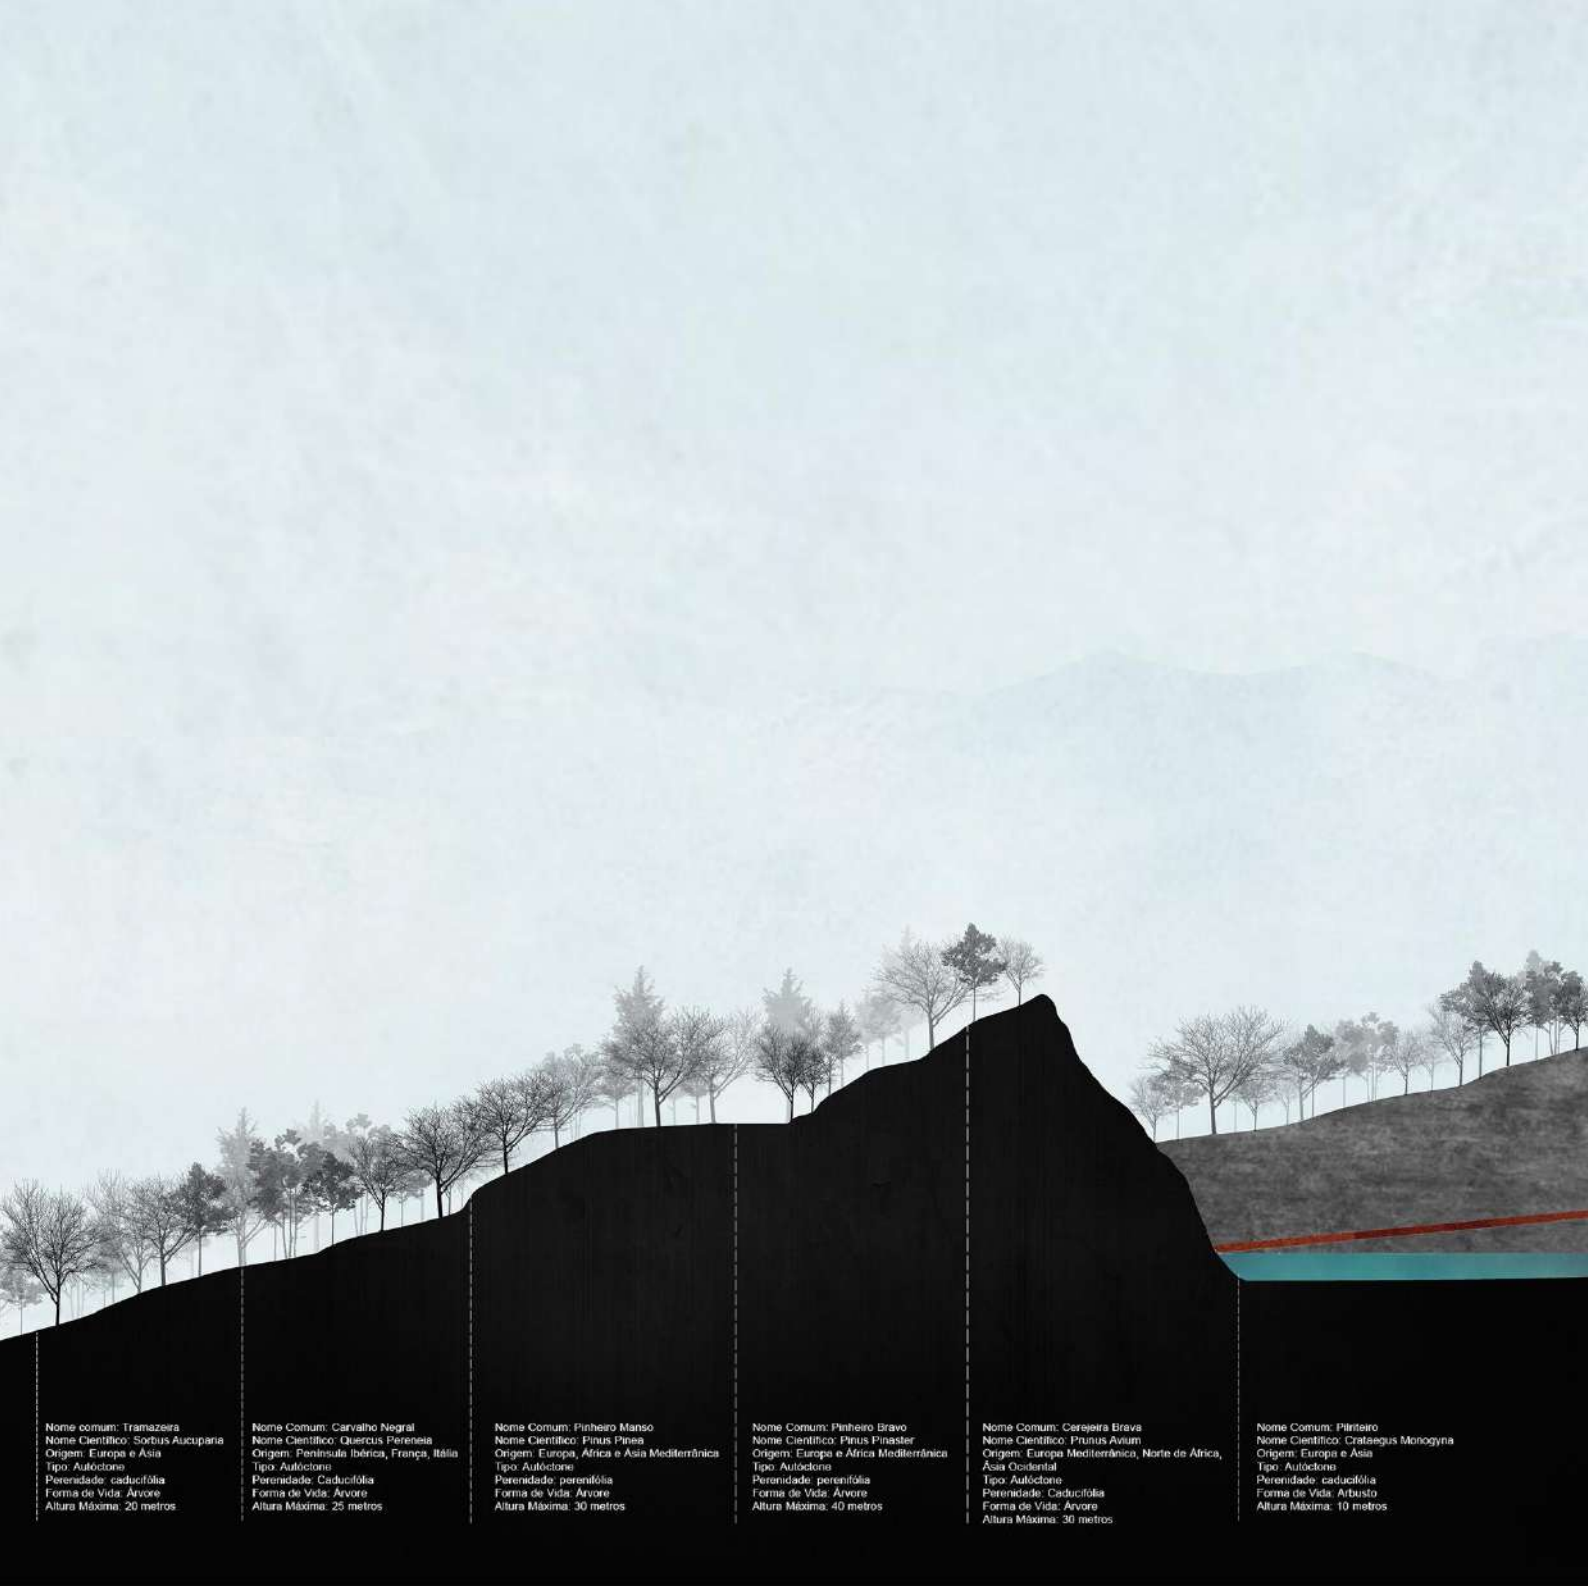 Nome comum: Tramazeira
Nome Científico: Sorbus Aucuparia
Origem: Europa e Ásia
Tipo: Autóctone
Perenidade: caducifólia
Forma de Vida: Árvore
Altura Máxima: 20 metros
Nome Comum: Carvalho Negral
Nome Científico: Quercus Pereneia
Origem: Península Ibérica, França, Itália
Tipo: Autóctone
Perenidade: Caducifólia
Forma de Vida: Árvore
Altura Máxima: 25 metros
Nome Comum: Pinheiro Manso
Nome Científico: Pinus Pinea
Origem: Europa, África e Ásia Mediterrânica
Tipo: Autóctone
Perenidade: perenifólia
Forma de Vida: Árvore
Altura Máxima: 30 metros
Nome Comum: Pinheiro Bravo
Nome Científico: Pinus Pinaster
Origem: Europa e África Mediterrânica
Tipo: Autóctone
Perenidade: perenifólia
Forma de Vida: Árvore
Altura Máxima: 40 metros
Nome Comum: Cerejeira Brava
Nome Científico: Prunus Avium
Origem: Europa Mediterrânica, Norte de África,
Ásia Ocidental
Tipo: Autóctone
Perenidade: Caducifólia
Forma de Vida: Árvore
Altura Máxima: 30 metros
Nome Comum: Pilriteiro
Nome Científico: Crataegus Monogyna
Origem: Europa e Ásia
Tipo: Autóctone
Perenidade: caducifólia
Forma de Vida: Arbusto
Altura Máxima: 10 metros